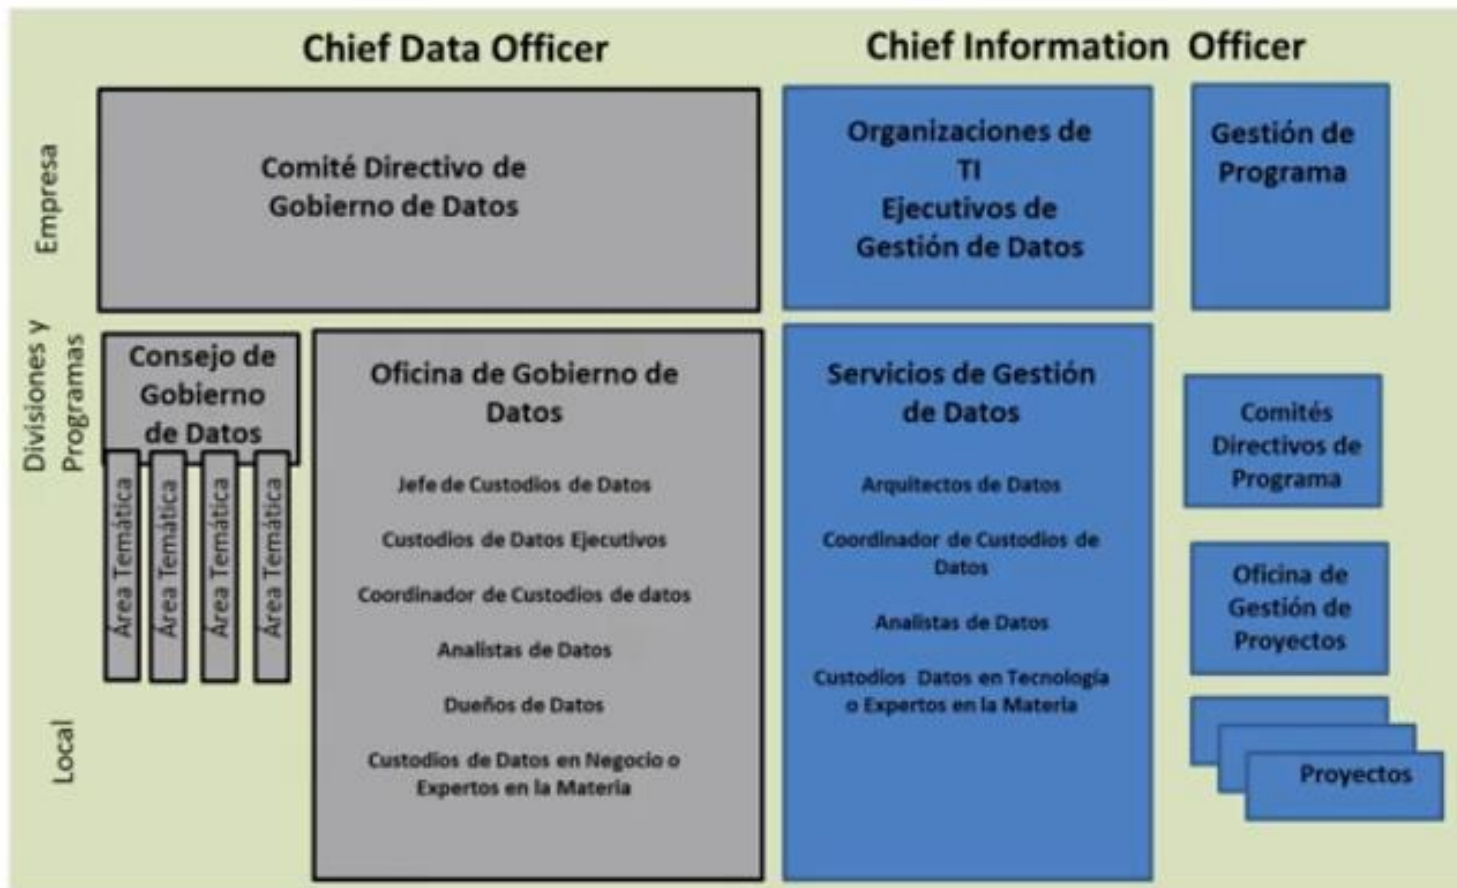 Chief Data Officer
Chief Information Officer
Empresa
Comité Directivo de
Gobierno de Datos
Organizaciones de
TI
Ejecutivos de
Gestión de Datos
Gestión de
Programa
Divisiones y
Programas
Consejo de
Gobierno
de Datos
Área Temática
Área Temática
Área Temática
Área Temática
Oficina de Gobierno de
Datos
Jefe de Custodios de Datos
Custodios de Datos Ejecutivos
Coordinador de Custodios de datos
Analistas de Datos
Dueños de Datos
Custodios de Datos en Negocio o
Expertos en la Materia
Servicios de Gestión
de Datos
Arquitectos de Datos
Coordinador de Custodios de
Datos
Analistas de Datos
Custodios Datos en Tecnología
o Expertos en la Materia
Comités
Directivos de
Programa
Oficina de
Gestión de
Proyectos
Proyectos
Local